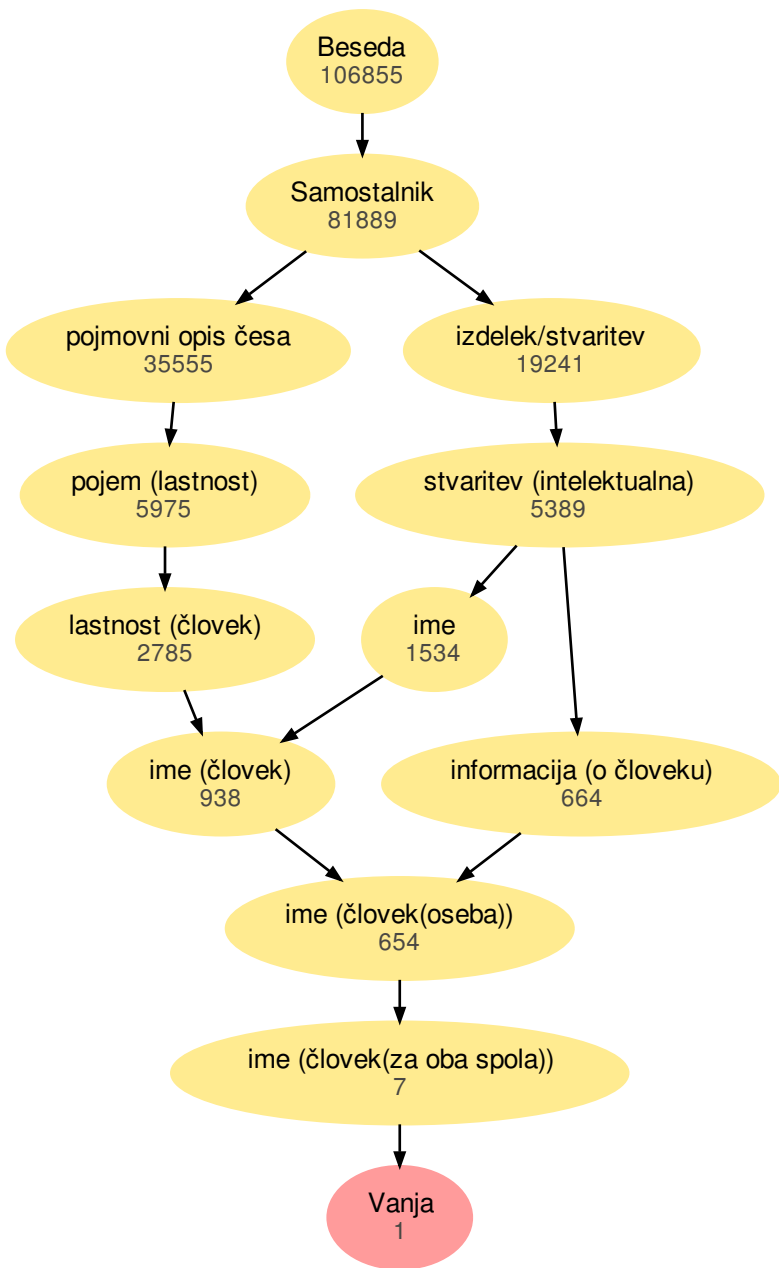 Beseda
106855
Samostalnik
81889
pojmovni opis česa
35555
izdelek/stvaritev
19241
pojem (lastnost)
5975
stvaritev (intelektualna)
5389
lastnost (človek)
2785
ime
1534
ime (človek)
938
informacija (o človeku)
664
ime (človek(oseba))
654
ime (človek(za oba spola))
7
Vanja
1